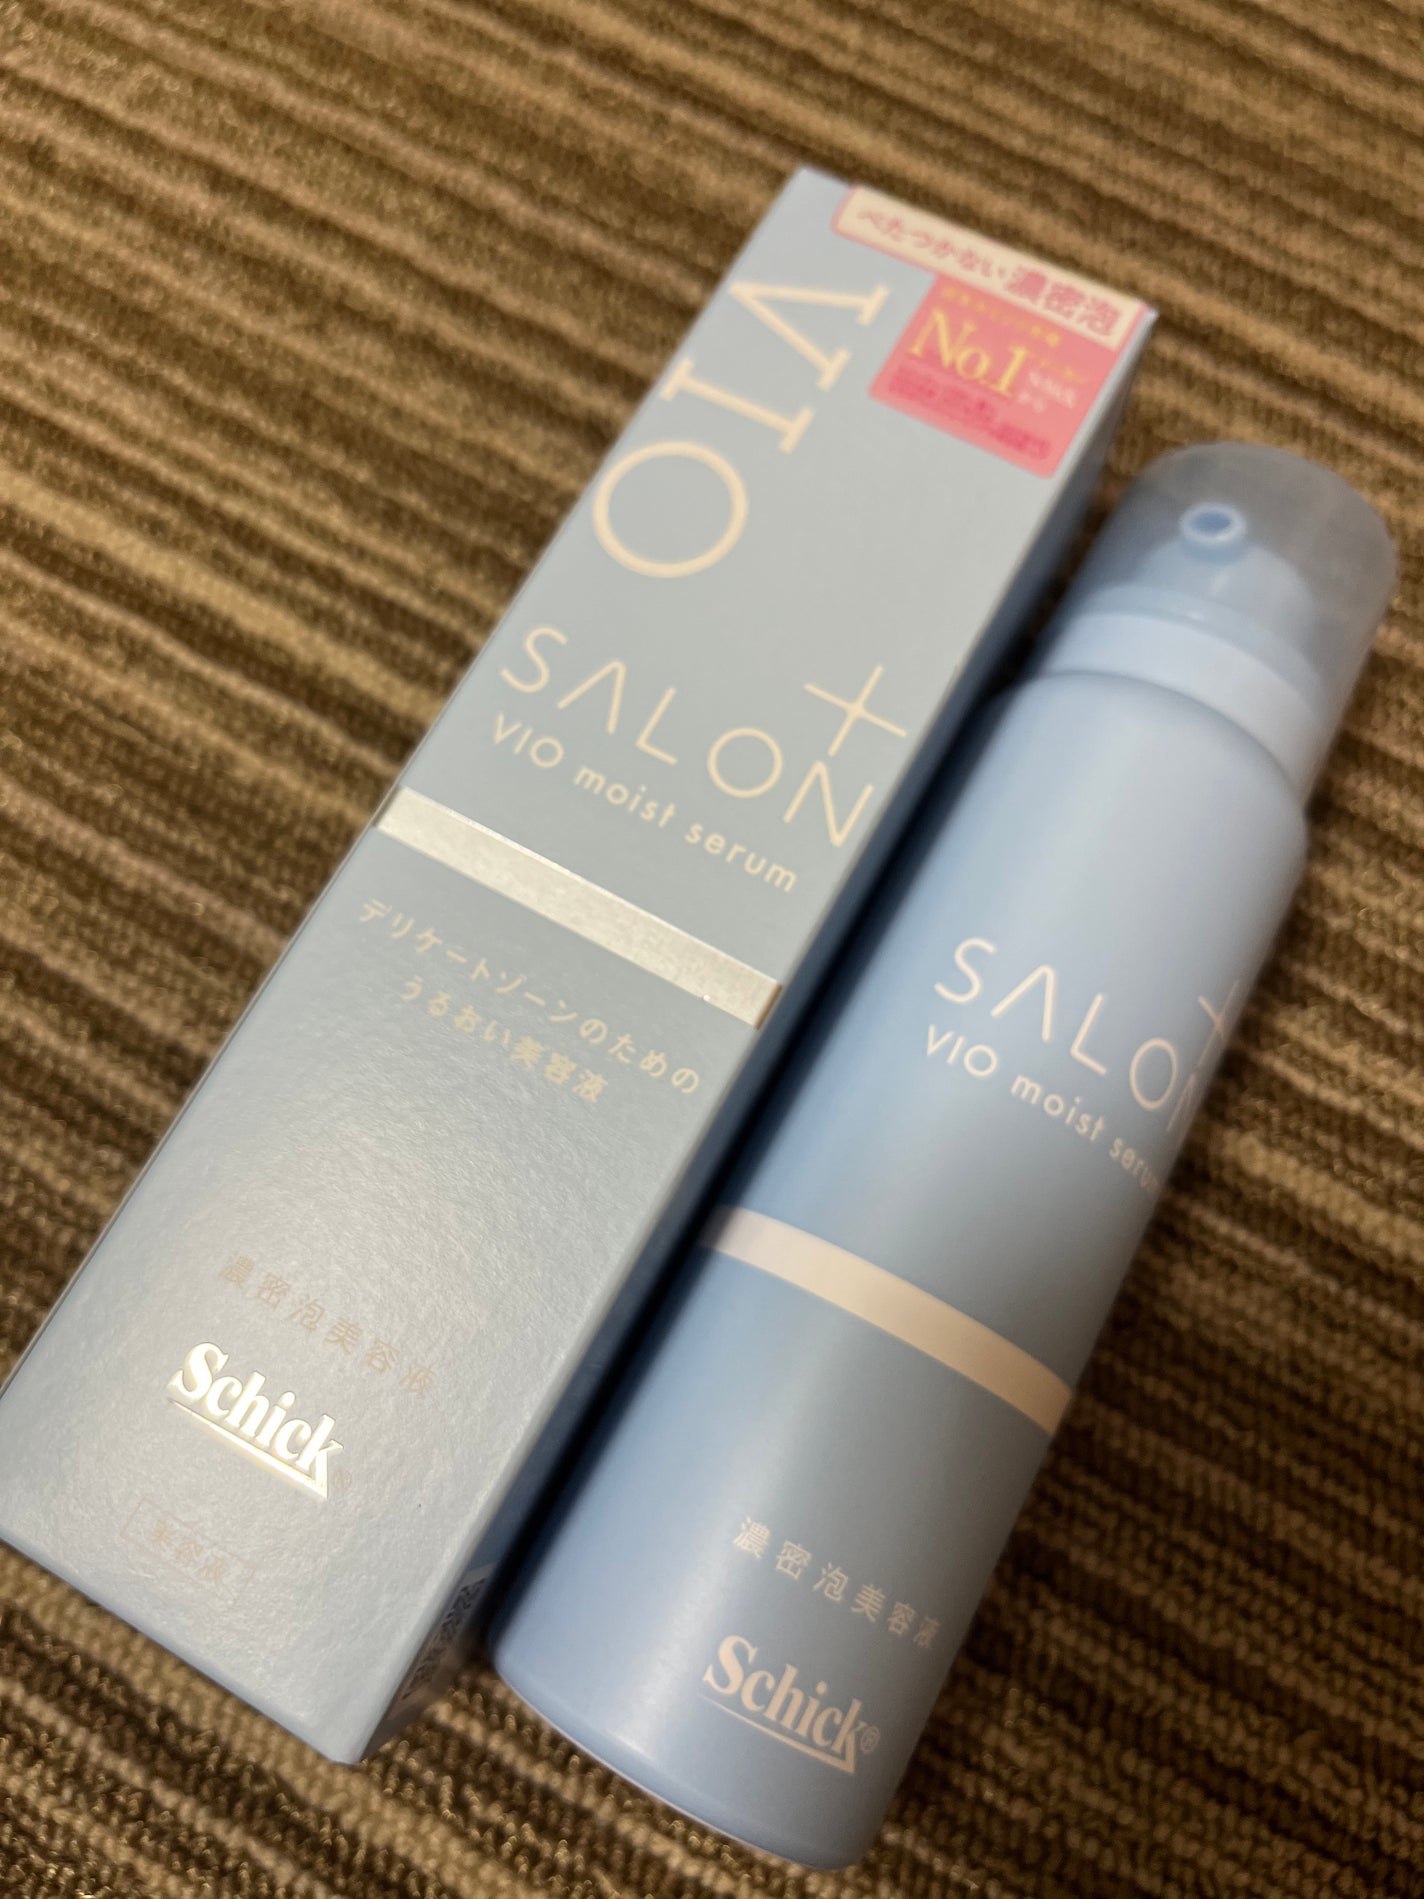 べたつかない濃密泡
No.1
Schick
VIO
SALON+
VIO moist serum
デリケートゾーンのための
うるおい美容液
濃密泡美容液
Schick
美容液
SALON+
VIO moist serum
濃密泡美容液
Schick®